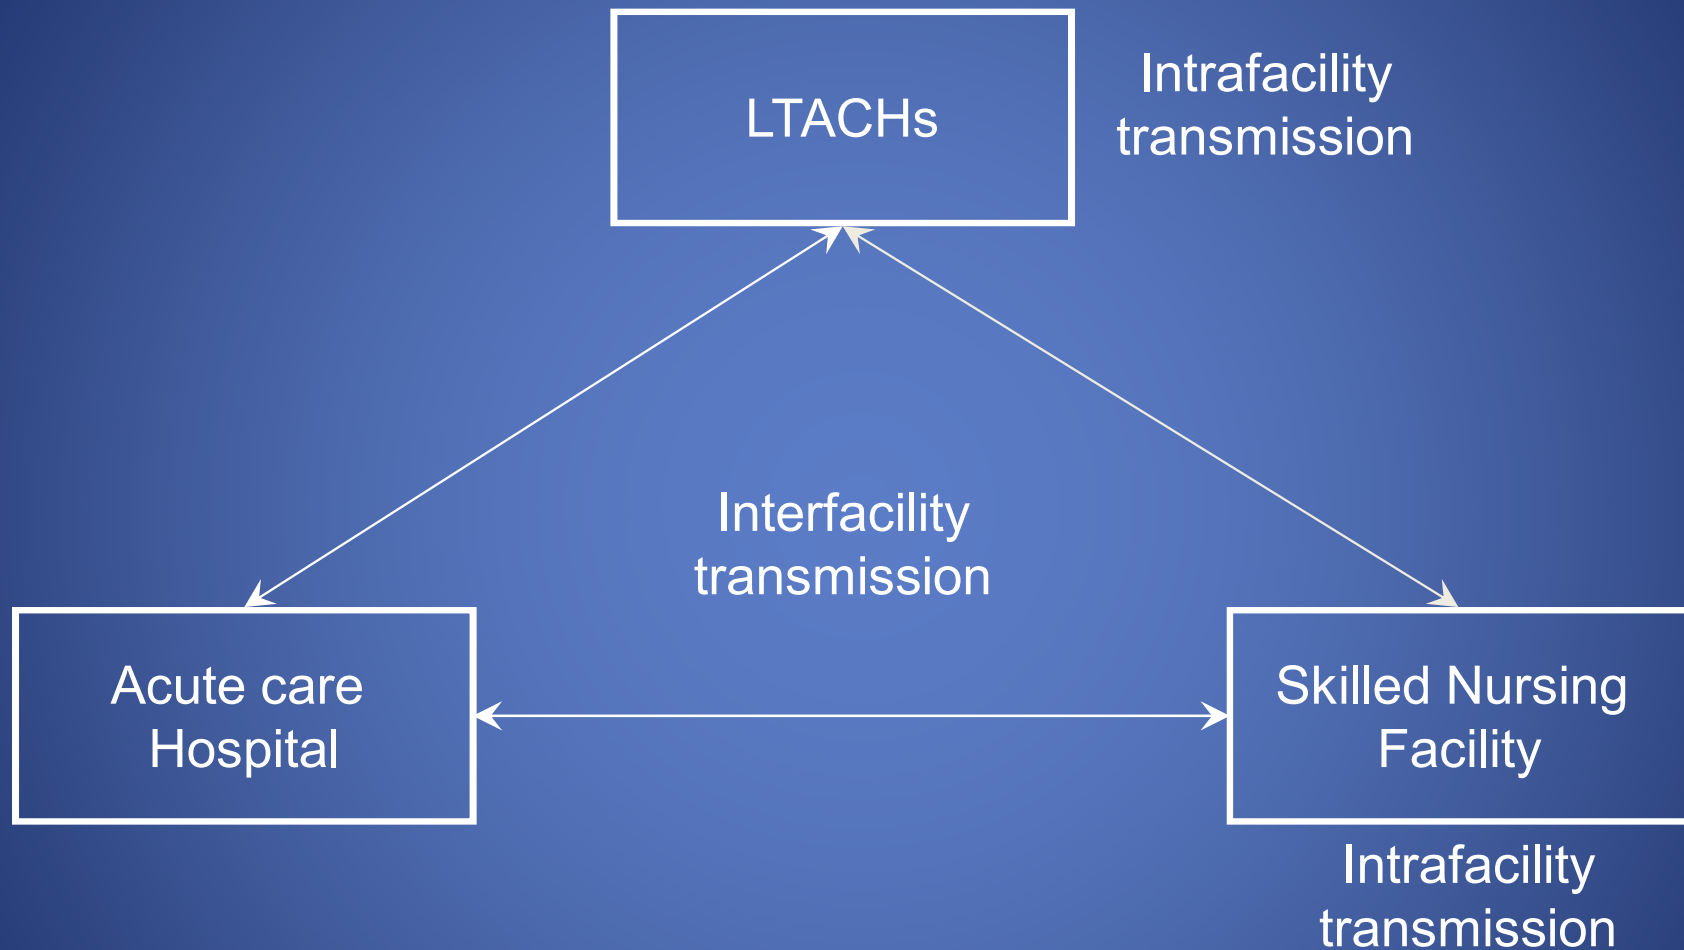 LTACHs
Intrafacility
transmission
Interfacility
transmission
Acute care
Hospital
Skilled Nursing
Facility
Intrafacility
transmission